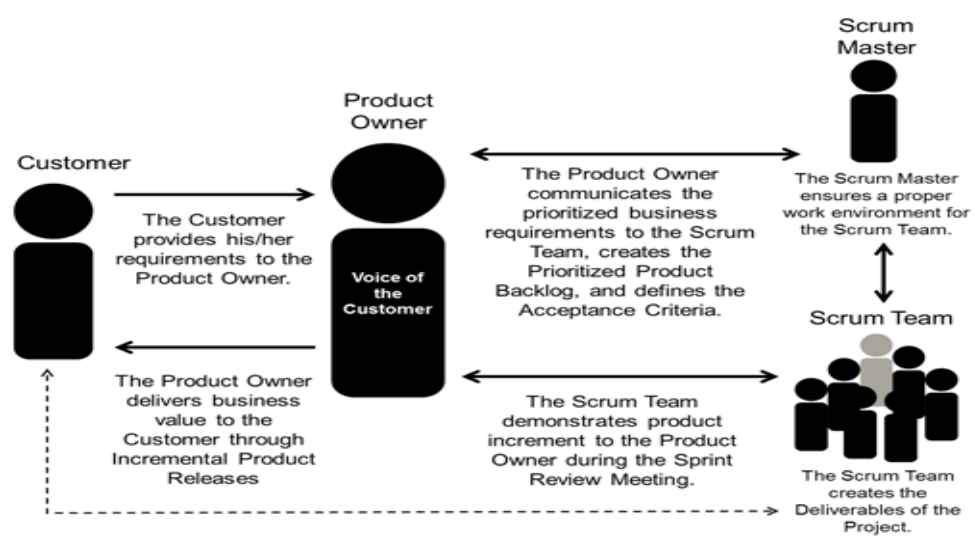 Scrum
Master
Product
Owner
Customer
The Customer
provides his/her
requirements to the
Product Owner.
Voice of
the
Customer
The Product Owner
communicates the
prioritized business
requirements to the Scrum
Team, creates the
Prioritized Product
Backlog, and defines the
Acceptance Criteria.
The Scrum Master
ensures a proper
work environment for
the Scrum Team.
Scrum Team
The Product Owner
delivers business
value to the
Customer through
Incremental Product
Releases
The Scrum Team
demonstrates product
increment to the Product
Owner during the Sprint
Review Meeting.
The Scrum Team
creates the
Deliverables of the
Project.